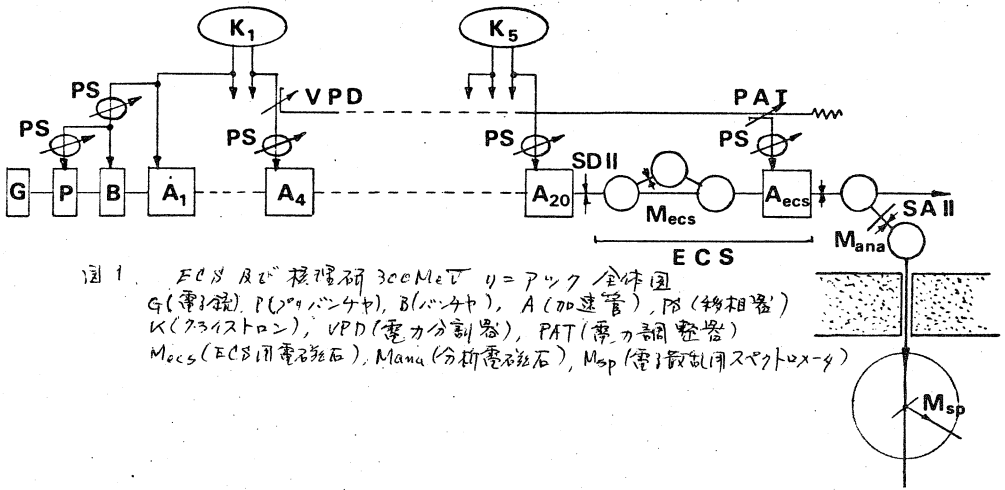 K1
K5
PS
VPD
PAT
PS
PS
PS
PS
SDII
G
P
B
A1
A4
A20
Mecs
Aecs
SAII
Mana
ECS
図1. ECS 及び 核理研 300MeV リニアック 全体図
G(電子銃), P(プリバンチャ), B(バンチャ), A(加速管), PS(移相器)
K(クライストロン), VPD(電力分割器), PAT(電力調整器)
Mecs(ECS用電磁石), Mana(分析電磁石), Msp(電子散乱用スペクトロメータ)
Msp